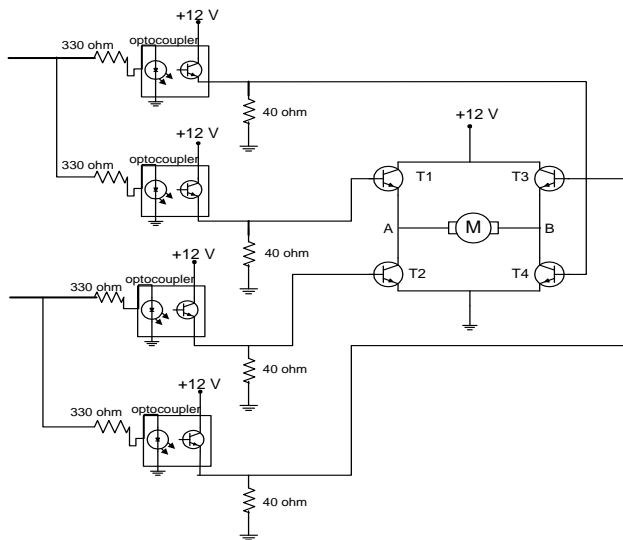 +12 V
optocoupler
330 ohm
40 ohm
+12 V
optocoupler
330 ohm
40 ohm
+12 V
T1
T3
A
M
B
T2
T4
+12 V
optocoupler
330 ohm
40 ohm
+12 V
optocoupler
330 ohm
40 ohm